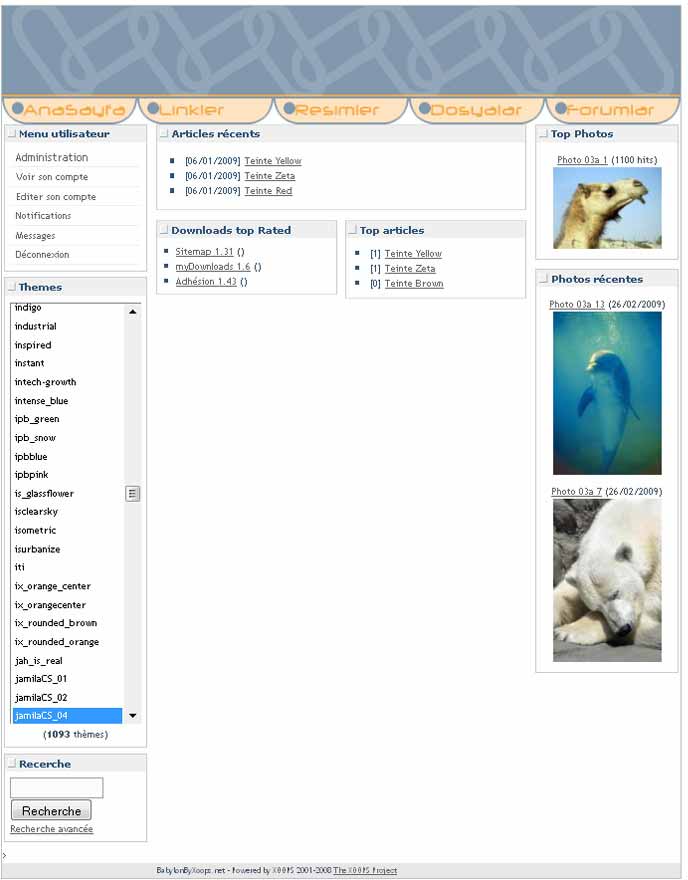 AnaSayfa Linkler Resimler Dosyalar Forumlar
Menu utilisateur
Administration
Voir son compte
Editer son compte
Notifications
Messages
Déconnexion
Themes
indigo
industrial
inspired
instant
intech-growth
intense_blue
ipb_green
ipb_snow
ipbblue
ipbpink
is_glassflower
isclearsky
isometric
isurbanize
iti
ix_orange_center
ix_orangecenter
ix_rounded_brown
ix_rounded_orange
jah_is_real
jamilaCS_01
jamilaCS_02
jamilaCS_04
(1093 thèmes)
Recerche
Recherche
Recherche avancée
>
Articles récents
[06/01/2009] Teinte Yellow
[06/01/2009] Teinte Zeta
[06/01/2009] Teinte Red
Downloads top Rated
Sitemap 1.31 ()
myDownloads 1.6 ()
Adhésion 1.43 ()
Top articles
[1] Teinte Yellow
[1] Teinte Zeta
[0] Teinte Brown
Top Photos
Photo 03a 1 (1100 hits)
Photos récentes
Photo 03a 13 (26/02/2009)
Photo 03a 7 (26/02/2009)
BabylonByXoops.net - Powered by XOOPS 2001-2008 The XOOPS Project